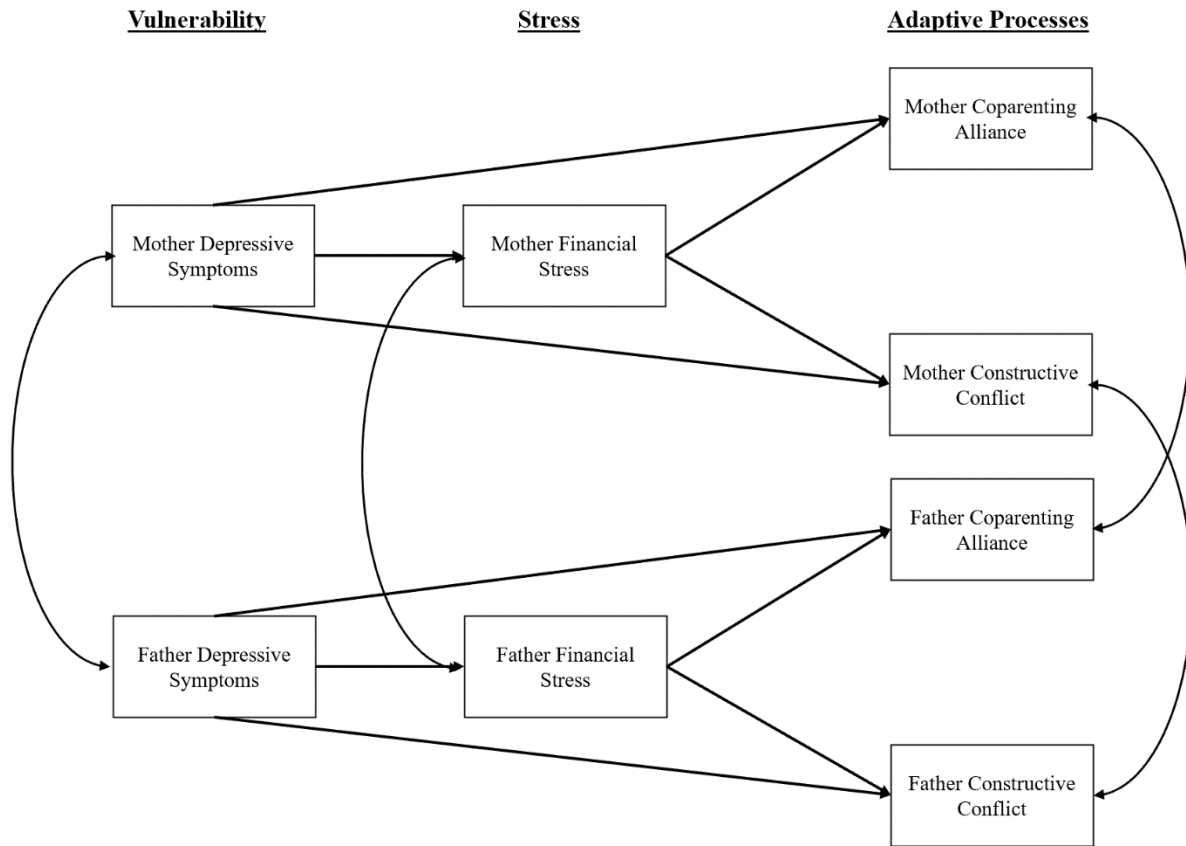 Vulnerability
Stress
Adaptive Processes
Mother Coparenting
Alliance
Mother Depressive
Symptoms
Mother Financial
Stress
Mother Constructive
Conflict
Father Coparenting
Alliance
Father Depressive
Symptoms
Father Financial
Stress
Father Constructive
Conflict